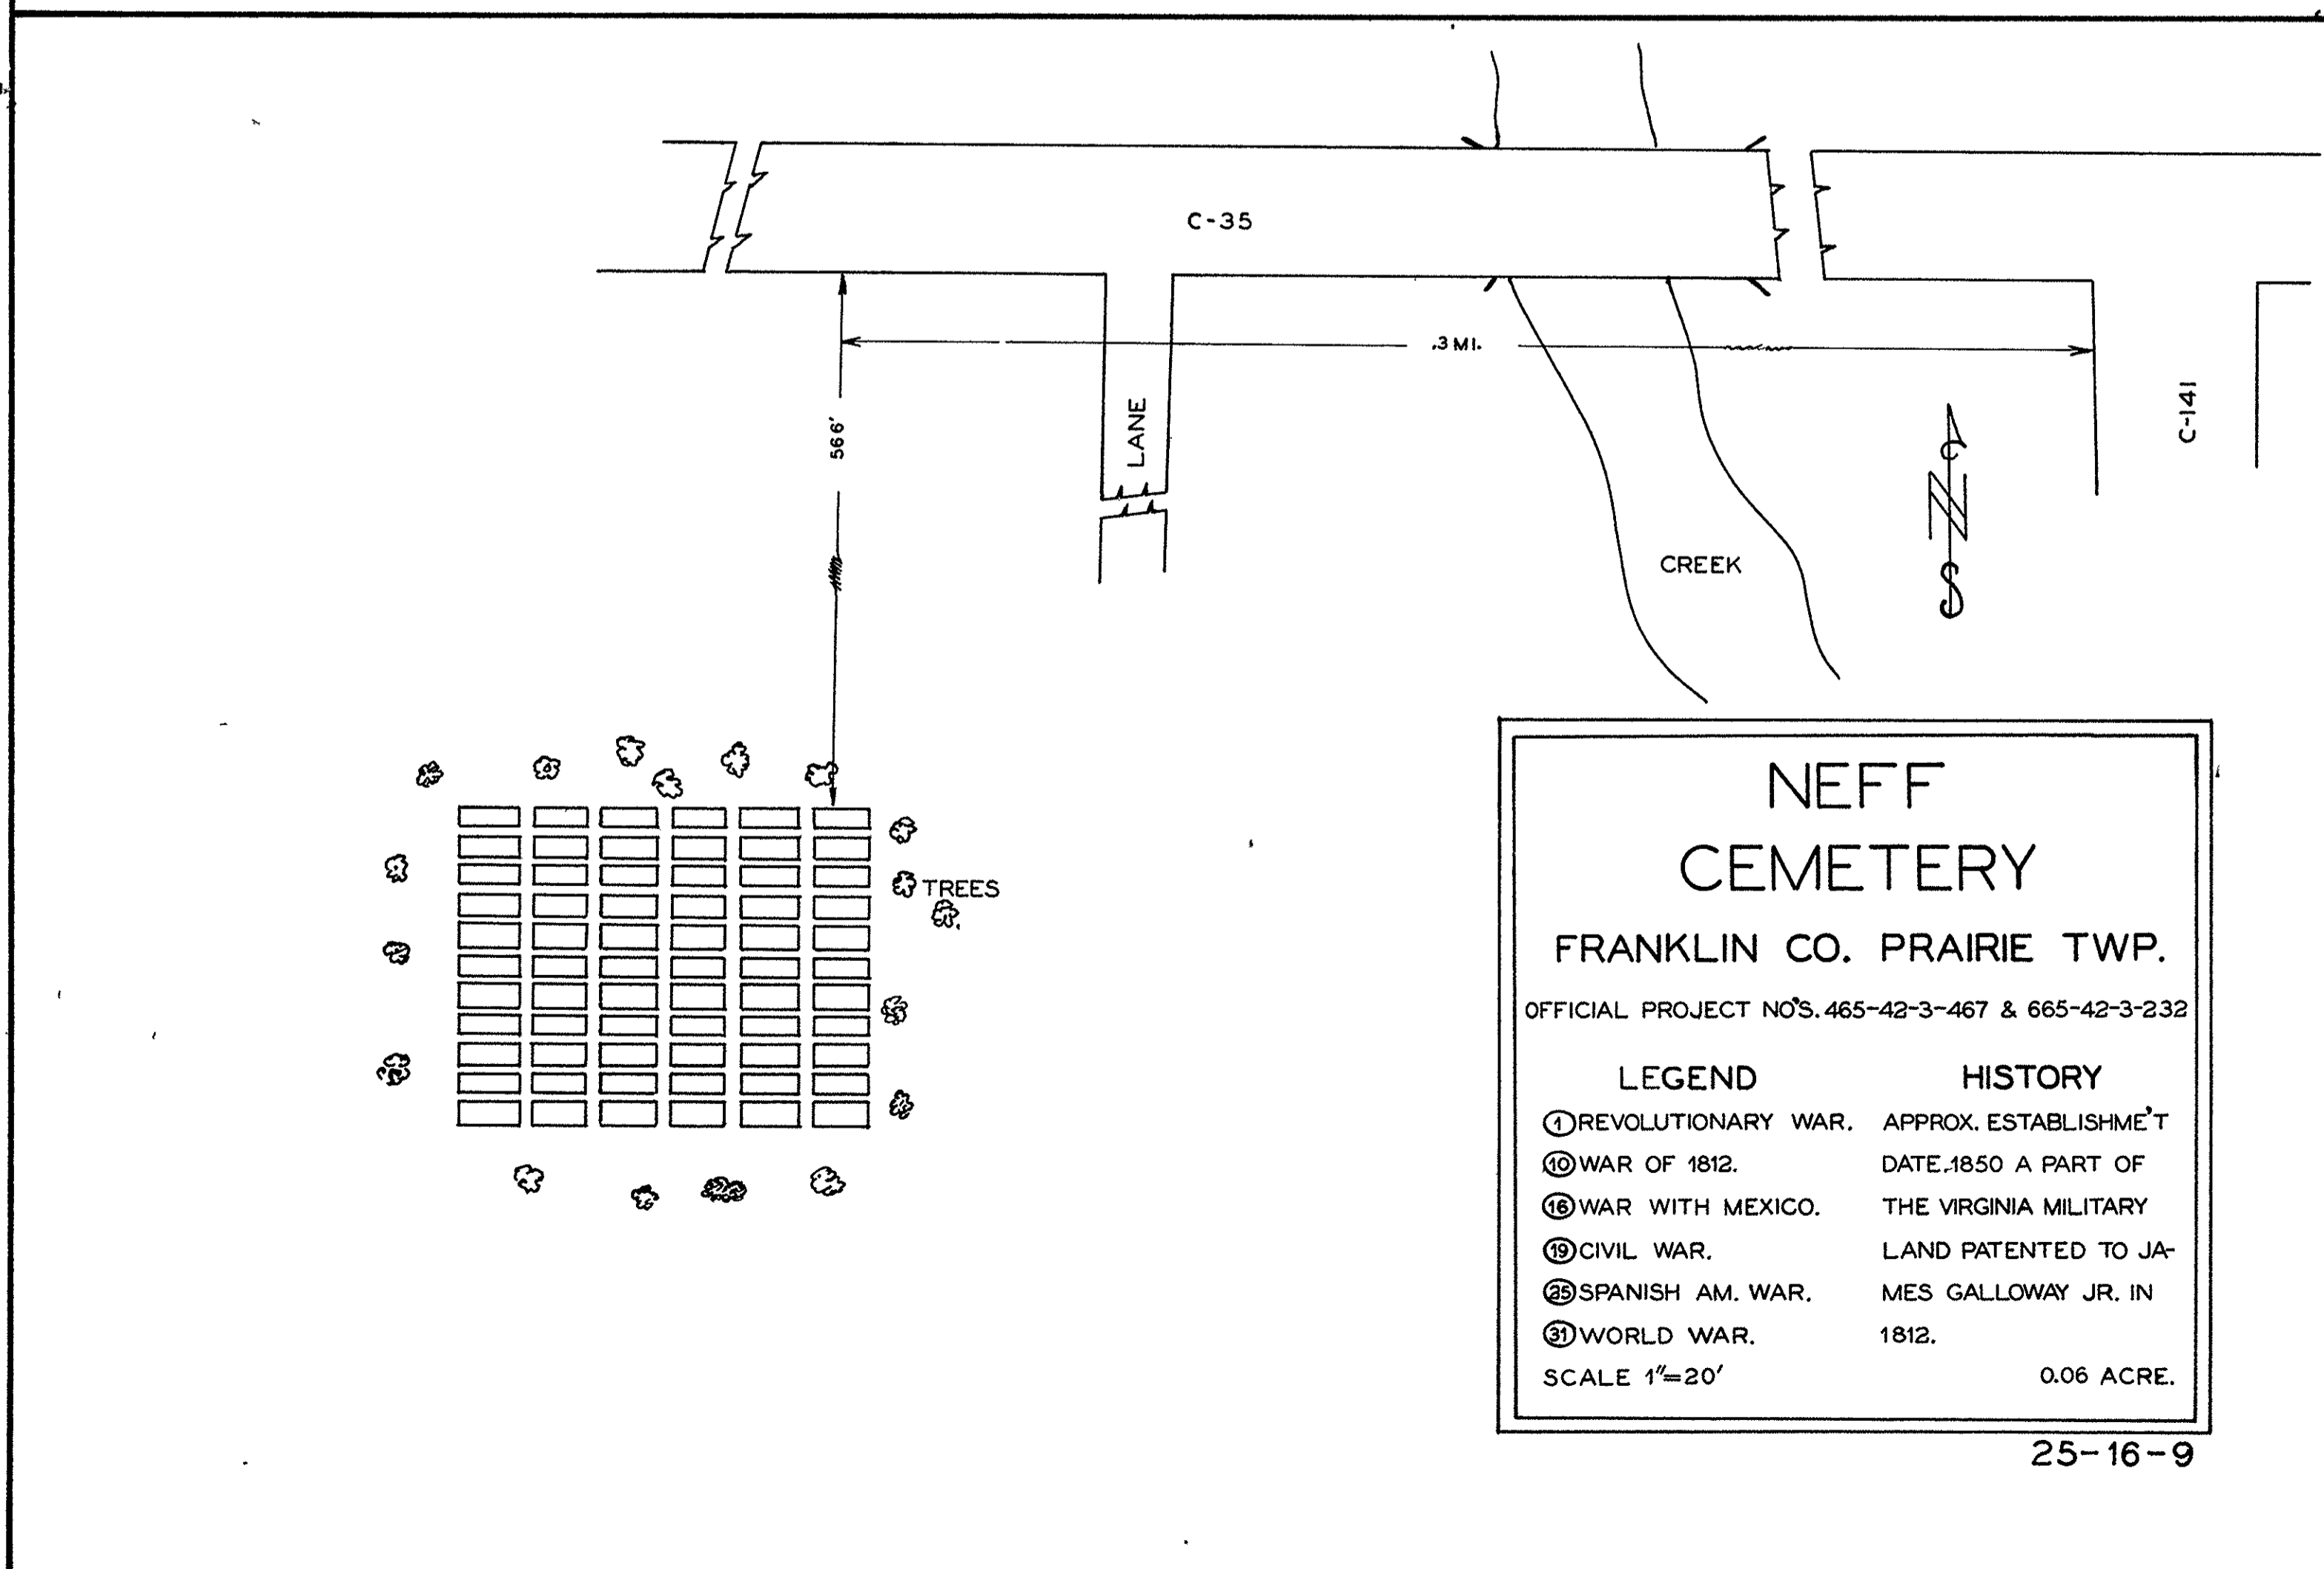 C-35
.3 MI.
566'
LANE
C-141
N
S
CREEK
TREES
NEFF
CEMETERY
FRANKLIN CO. PRAIRIE TWP.
OFFICIAL PROJECT NO'S. 465-42-3-467 & 665-42-3-232
LEGEND
① REVOLUTIONARY WAR.
⑩ WAR OF 1812.
⑯ WAR WITH MEXICO.
⑲ CIVIL WAR.
㉕ SPANISH AM. WAR.
㉛ WORLD WAR.
SCALE 1"=20'
HISTORY
APPROX. ESTABLISHME'T
DATE.1850 A PART OF
THE VIRGINIA MILITARY
LAND PATENTED TO JA-
MES GALLOWAY JR. IN
1812.
0.06 ACRE.
25-16-9